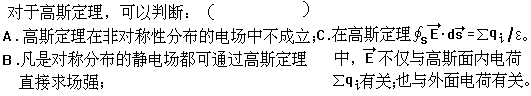 对于高斯定理，可以判断：（　　　）
A．高斯定理在非对称性分布的电场中不成立；
B．凡是对称分布的静电场都可通过高斯定理
直接求场强；
C．在高斯定理∮ₛE⃗·ds⃗=∑qᵢ/ε。
中，E⃗不仅与高斯面内电荷
∑qᵢ有关；也与外面电荷有关。